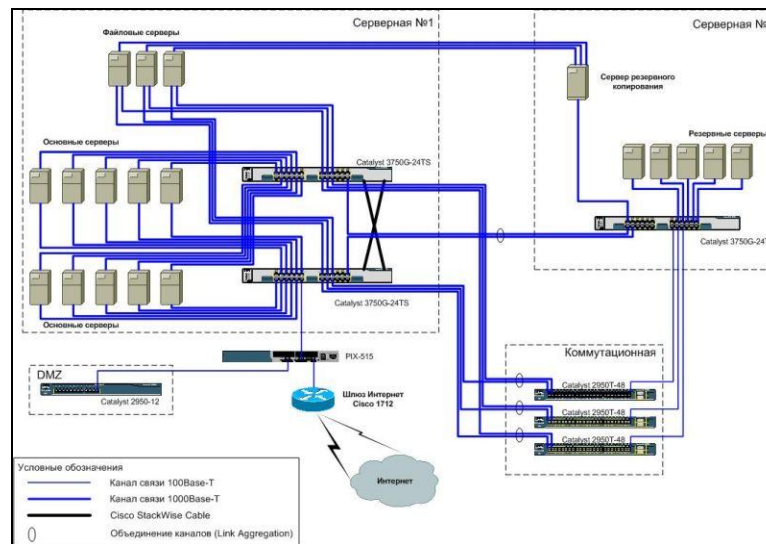 Серверная №1
Серверная №
Файловые серверы
Сервер резервного
копирования
Основные серверы
Резервные серверы
Catalyst 3750G-24TS
Catalyst 3750G-24T
Catalyst 3750G-24TS
Основные серверы
PIX-515
DMZ
Catalyst 2950-12
Шлюз Интернет
Cisco 1712
Интернет
Коммутационная
Catalyst 2950T-48
Catalyst 2950T-48
Catalyst 2950T-48
Условные обозначения
Канал связи 100Base-T
Канал связи 1000Base-T
Cisco StackWise Cable
Объединение каналов (Link Aggregation)